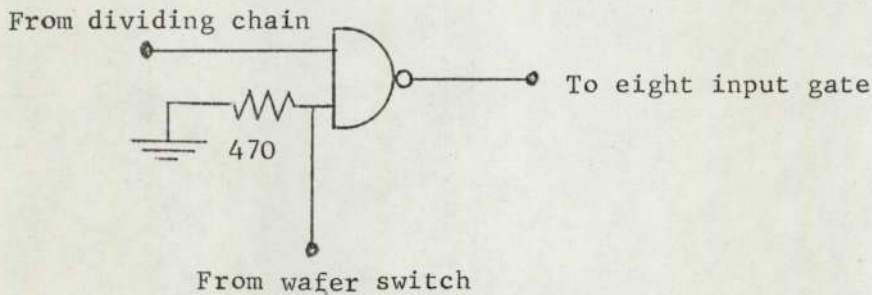 From dividing chain
To eight input gate
470
From wafer switch